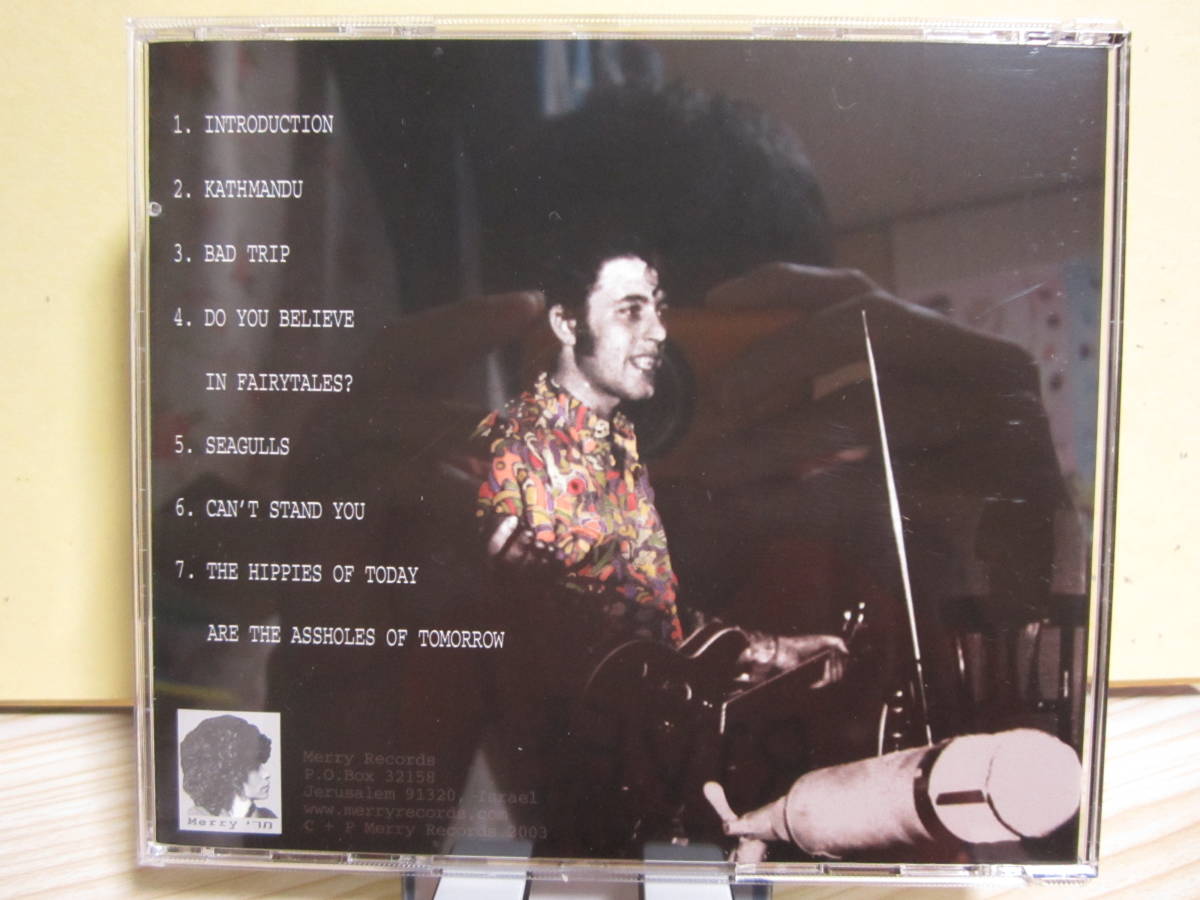 1. INTRODUCTION
2. KATHMANDU
3. BAD TRIP
4. DO YOU BELIEVE
IN FAIRYTALES?
5. SEAGULLS
6. CAN'T STAND YOU
7. THE HIPPIES OF TODAY
ARE THE ASSHOLES OF TOMORROW
Merry Records
P.O.Box 32158
Jerusalem 91320, Israel
www.merryrecords.com
C + P Merry Records 2003
Merry '70